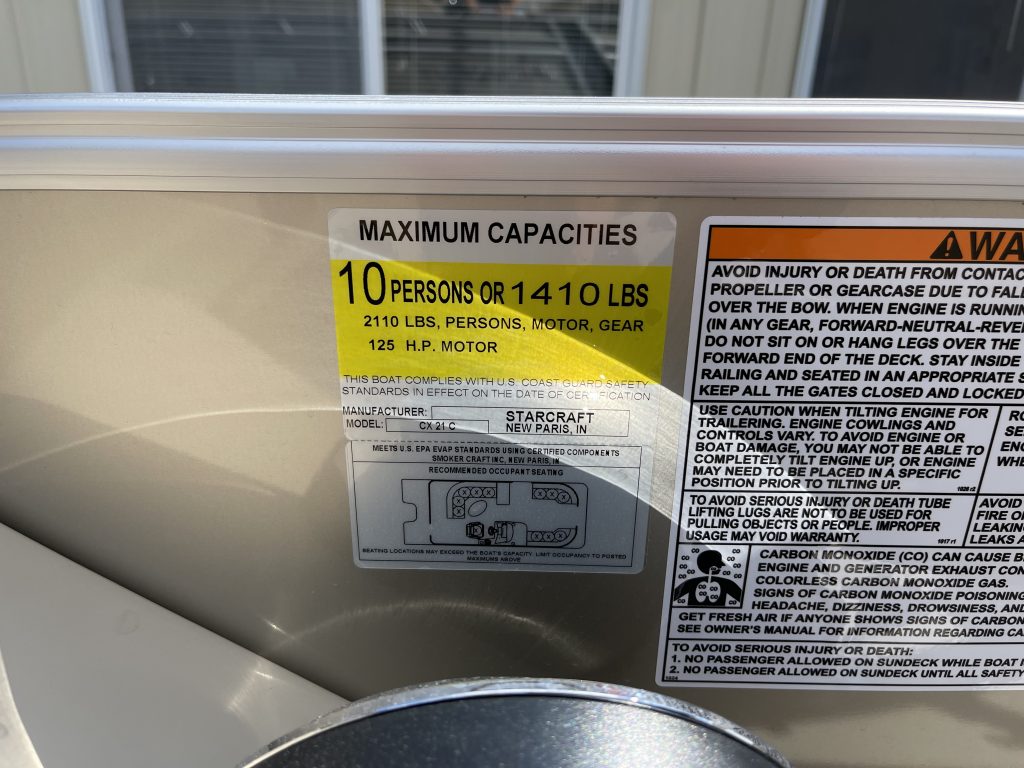 MAXIMUM CAPACITIES
10 PERSONS OR 1410 LBS
2110 LBS, PERSONS, MOTOR, GEAR
125 H.P. MOTOR
THIS BOAT COMPLIES WITH U.S. COAST GUARD SAFETY
STANDARDS IN EFFECT ON THE DATE OF CERTIFICATION
MANUFACTURER: STARCRAFT
MODEL: CX 21 C NEW PARIS, IN
MEETS U.S. EPA EVAP STANDARDS USING CERTIFIED COMPONENTS
SMOKER CRAFT INC, NEW PARIS, IN
RECOMMENDED OCCUPANT SEATING
SEATING LOCATIONS MAY EXCEED THE BOAT'S CAPACITY. LIMIT OCCUPANCY TO POSTED
MAXIMUMS ABOVE
WA
AVOID INJURY OR DEATH FROM CONTAC
PROPELLER OR GEARCASE DUE TO FALL
OVER THE BOW. WHEN ENGINE IS RUNNIN
(IN ANY GEAR, FORWARD-NEUTRAL-REVE
DO NOT SIT ON OR HANG LEGS OVER THE
FORWARD END OF THE DECK. STAY INSIDE
RAILING AND SEATED IN AN APPROPRIATE S
KEEP ALL THE GATES CLOSED AND LOCKED
USE CAUTION WHEN TILTING ENGINE FOR
TRAILERING. ENGINE COWLINGS AND
CONTROLS VARY. TO AVOID ENGINE OR
BOAT DAMAGE, YOU MAY NOT BE ABLE TO
COMPLETELY TILT ENGINE UP, OR ENGINE
MAY NEED TO BE PLACED IN A SPECIFIC
POSITION PRIOR TO TILTING UP.
1028 r2
RO
SE
ENG
WHE
TO AVOID SERIOUS INJURY OR DEATH TUBE
LIFTING LUGS ARE NOT TO BE USED FOR
PULLING OBJECTS OR PEOPLE. IMPROPER
USAGE MAY VOID WARRANTY.
1017 r1
AVOID
FIRE O
LEAKIN
LEAKS A
CARBON MONOXIDE (CO) CAN CAUSE B
ENGINE AND GENERATOR EXHAUST CON
COLORLESS CARBON MONOXIDE GAS.
SIGNS OF CARBON MONOXIDE POISONING
HEADACHE, DIZZINESS, DROWSINESS, AND
GET FRESH AIR IF ANYONE SHOWS SIGNS OF CARBON
SEE OWNER'S MANUAL FOR INFORMATION REGARDING CA
TO AVOID SERIOUS INJURY OR DEATH:
1. NO PASSENGER ALLOWED ON SUNDECK WHILE BOAT I
2. NO PASSENGER ALLOWED ON SUNDECK UNTIL ALL SAFETY